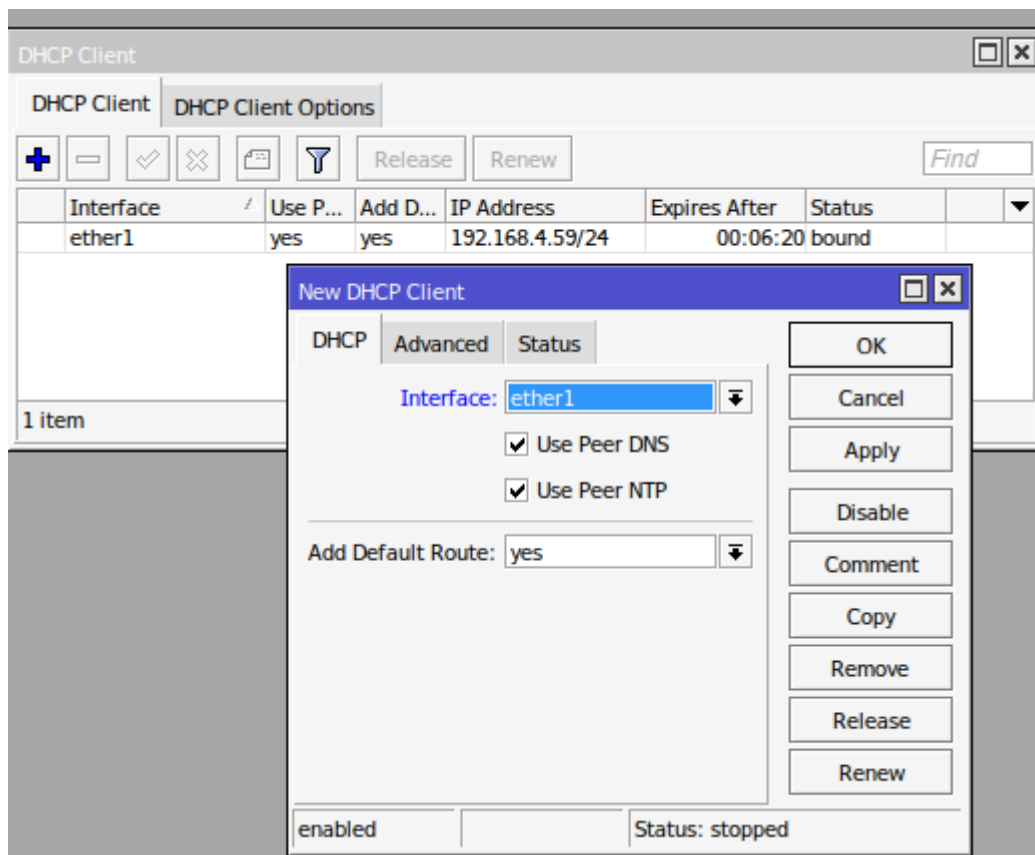 DHCP Client
DHCP Client DHCP Client Options
Release Renew Find
Interface Use P... Add D... IP Address Expires After Status
ether1 yes yes 192.168.4.59/24 00:06:20 bound
1 item
New DHCP Client
DHCP Advanced Status
Interface: ether1
Use Peer DNS
Use Peer NTP
Add Default Route: yes
OK
Cancel
Apply
Disable
Comment
Copy
Remove
Release
Renew
enabled Status: stopped